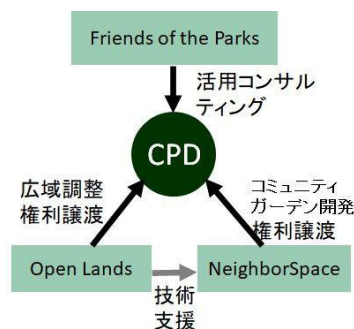 Friends of the Parks
活用コンサル
ティング
CPD
広域調整
権利譲渡
コミュニティ
ガーデン開発
権利譲渡
Open Lands
NeighborSpace
技術
支援